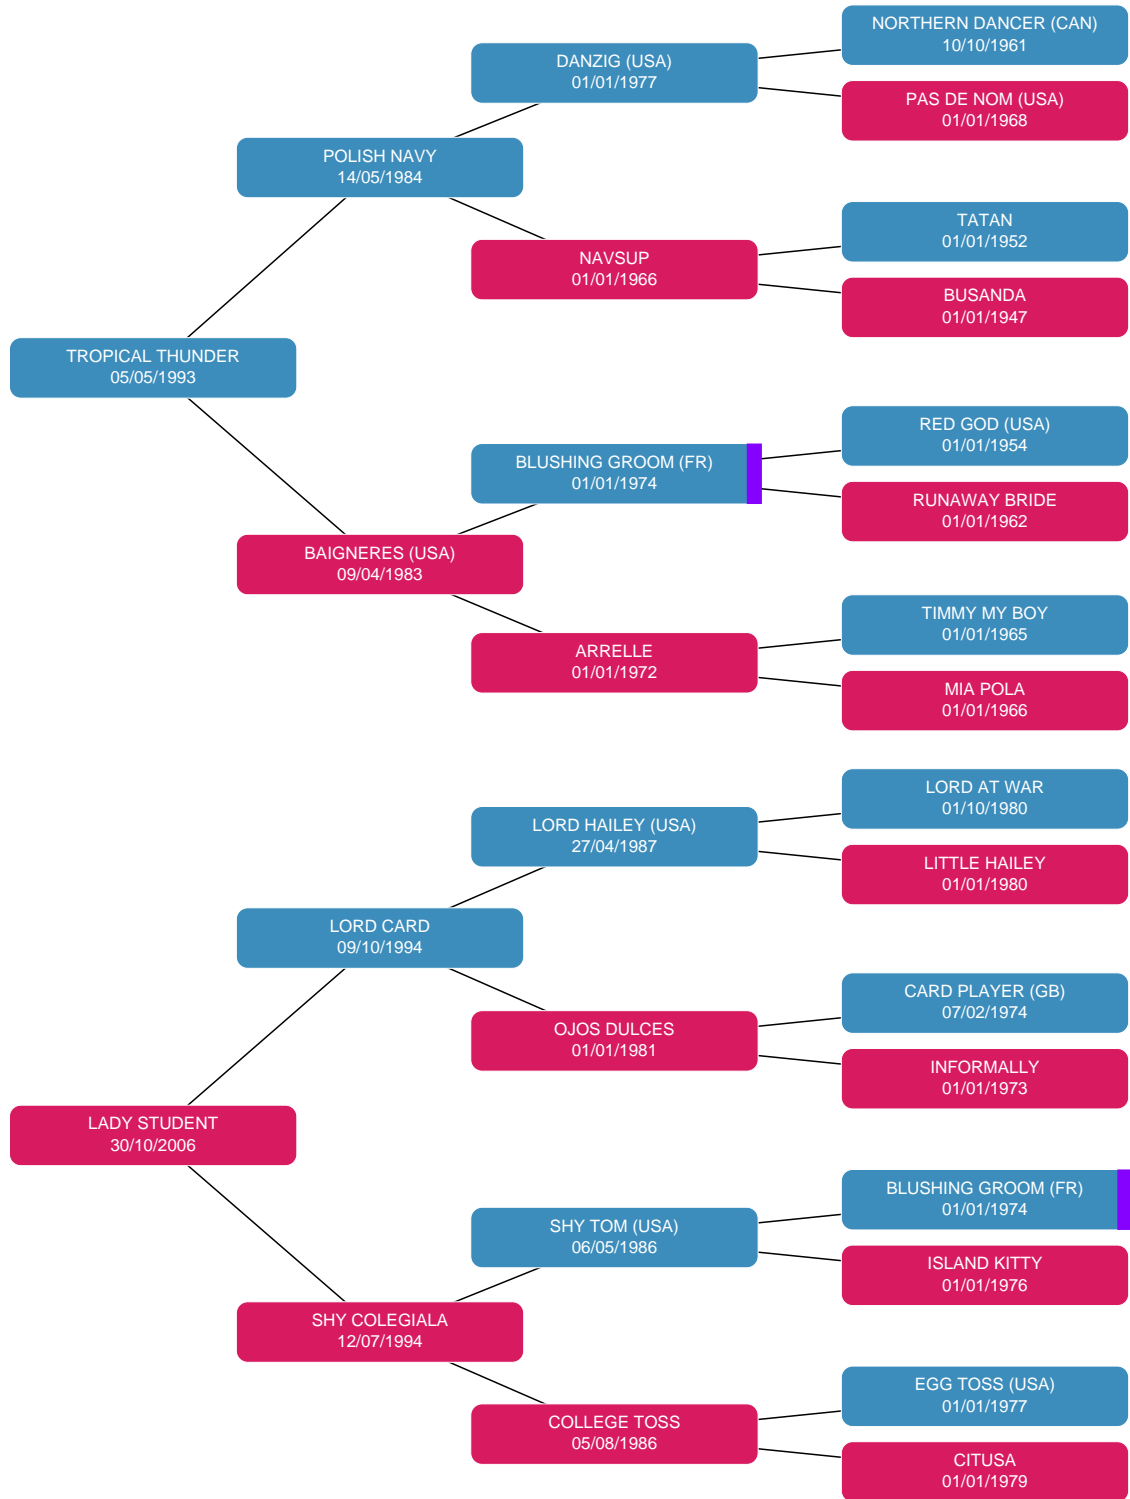 NORTHERN DANCER (CAN)
10/10/1961
DANZIG (USA)
01/01/1977
PAS DE NOM (USA)
01/01/1968
POLISH NAVY
14/05/1984
TATAN
01/01/1952
NAVSUP
01/01/1966
BUSANDA
01/01/1947
TROPICAL THUNDER
05/05/1993
RED GOD (USA)
01/01/1954
BLUSHING GROOM (FR)
01/01/1974
RUNAWAY BRIDE
01/01/1962
BAIGNERES (USA)
09/04/1983
TIMMY MY BOY
01/01/1965
ARRELLE
01/01/1972
MIA POLA
01/01/1966
LORD AT WAR
01/10/1980
LORD HAILEY (USA)
27/04/1987
LITTLE HAILEY
01/01/1980
LORD CARD
09/10/1994
CARD PLAYER (GB)
07/02/1974
OJOS DULCES
01/01/1981
INFORMALLY
01/01/1973
LADY STUDENT
30/10/2006
BLUSHING GROOM (FR)
01/01/1974
SHY TOM (USA)
06/05/1986
ISLAND KITTY
01/01/1976
SHY COLEGIALA
12/07/1994
EGG TOSS (USA)
01/01/1977
COLLEGE TOSS
05/08/1986
CITUSA
01/01/1979